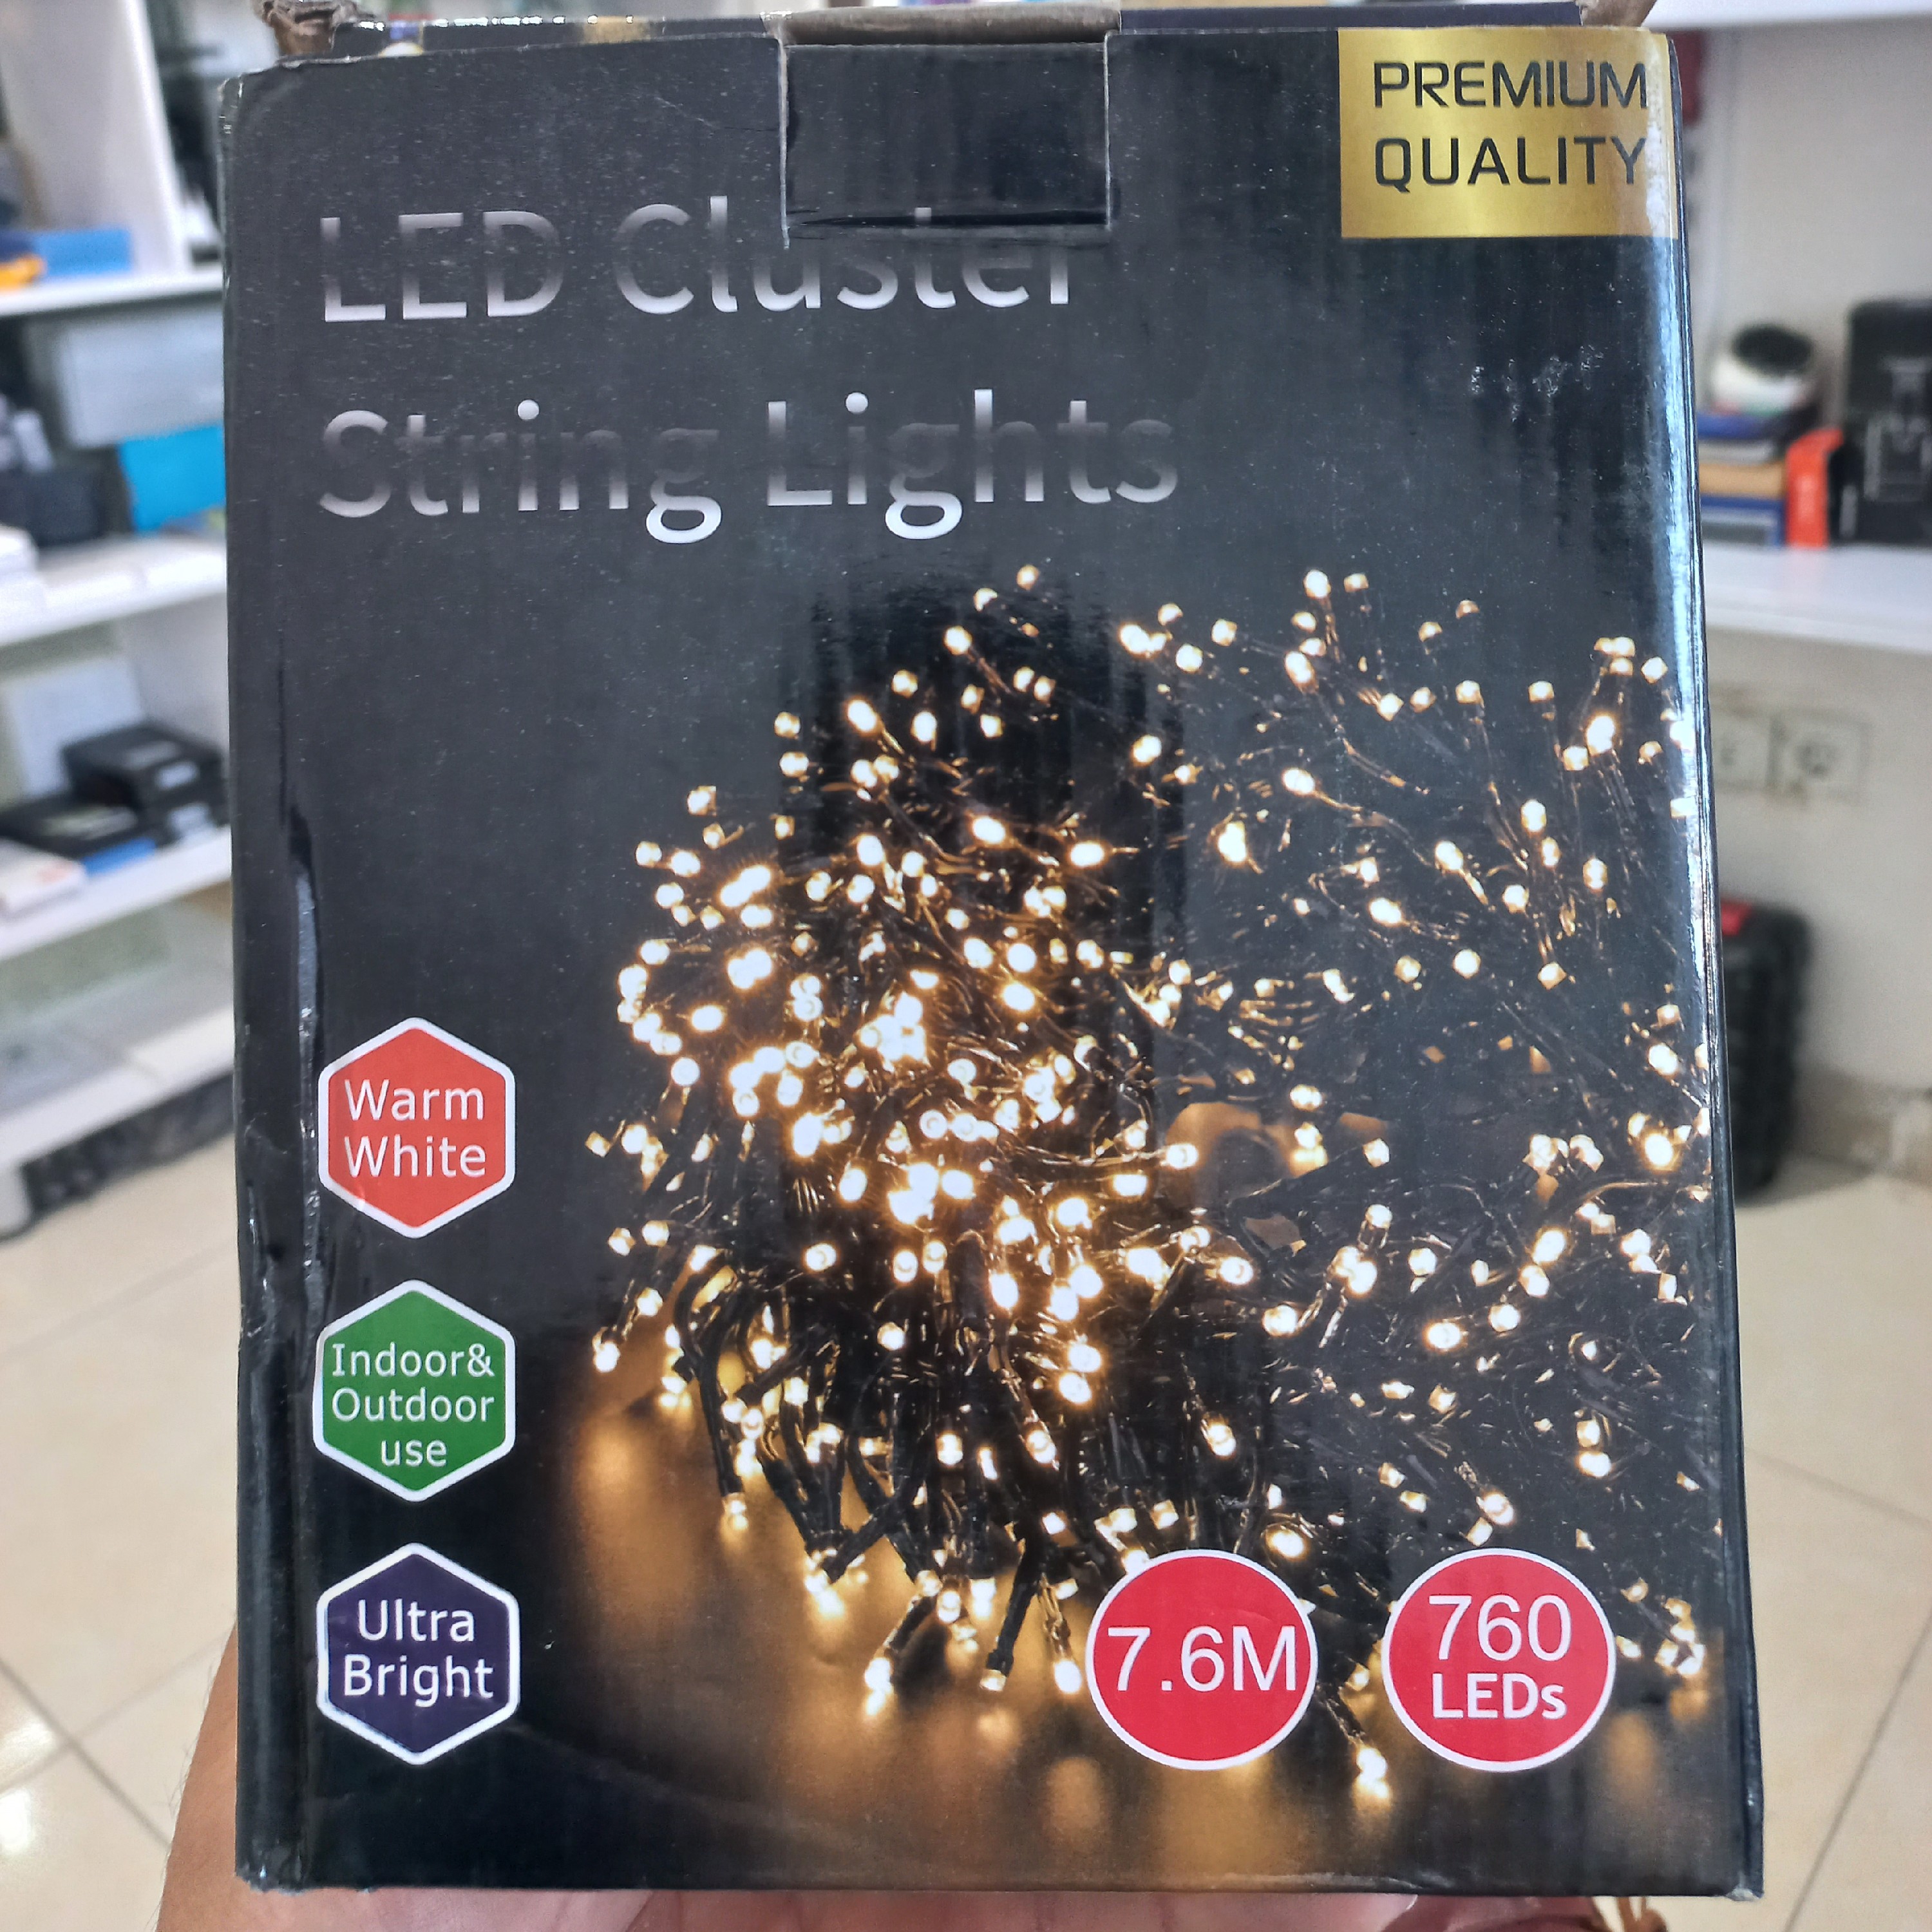 PREMIUM
QUALITY
LED Cluster
String Lights
Warm
White
Indoor&
Outdoor
use
Ultra
Bright
7.6M
760
LEDs